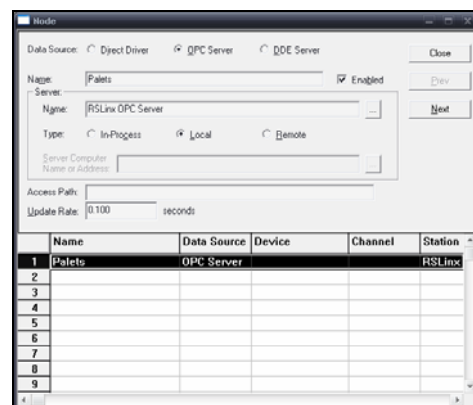 Node
Data Source: Direct Driver OPC Server DDE Server
Close
Name: Palets Enabled
Prev
Server:
Name: RSLinx OPC Server ...
Next
Type: In-Process Local Remote
Server Computer
Name or Address: ...
Access Path:
Update Rate: 0.100 seconds
Name Data Source Device Channel Station
1 Palets OPC Server RSLinx
2
3
4
5
6
7
8
9